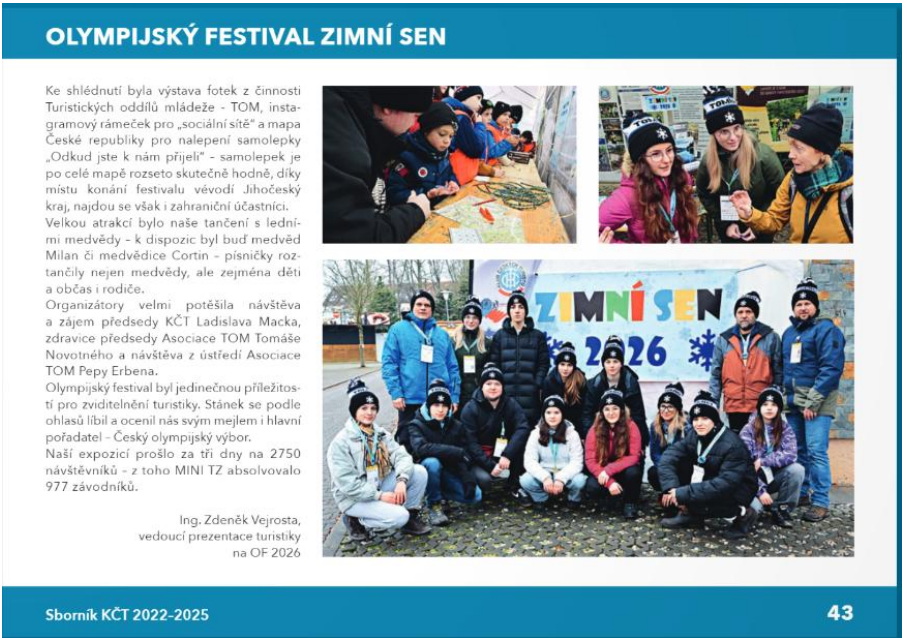 OLYMPIJSKÝ FESTIVAL ZIMNÍ SEN
Ke shlédnutí byla výstava fotek z činnosti
Turistických oddílů mládeže – TOM, insta-
gramový rámeček pro „sociální sítě“ a mapa
České republiky pro nalepení samolepky
„Odkud jste k nám přijeli“ – samolepek je
po celé mapě rozseto skutečně hodně, díky
místu konání festivalu vévodí Jihočeský
kraj, najdou se však i zahraniční účastníci.
Velkou atrakcí bylo naše tančení s lední-
mi medvědy – k dispozic byl buď medvěd
Milan či medvědice Cortin – písničky roz-
tančily nejen medvědy, ale zejména děti
a občas i rodiče.
Organizátory velmi potěšila návštěva
a zájem předsedy KČT Ladislava Macka,
zdravice předsedy Asociace TOM Tomáše
Novotného a návštěva z ústředí Asociace
TOM Pepy Erbena.
Olympijský festival byl jedinečnou příležitos-
tí pro zviditelnění turistiky. Stánek se podle
ohlasů líbil a ocenil nás svým mejlem i hlavní
pořadatel – Český olympijský výbor.
Naší expozicí prošlo za tři dny na 2750
návštěvníků – z toho MINI TZ absolvovalo
977 závodníků.
Ing. Zdeněk Vejrosta,
vedoucí prezentace turistiky
na OF 2026
ZIMNÍ SEN
2026
Sborník KČT 2022–2025
43